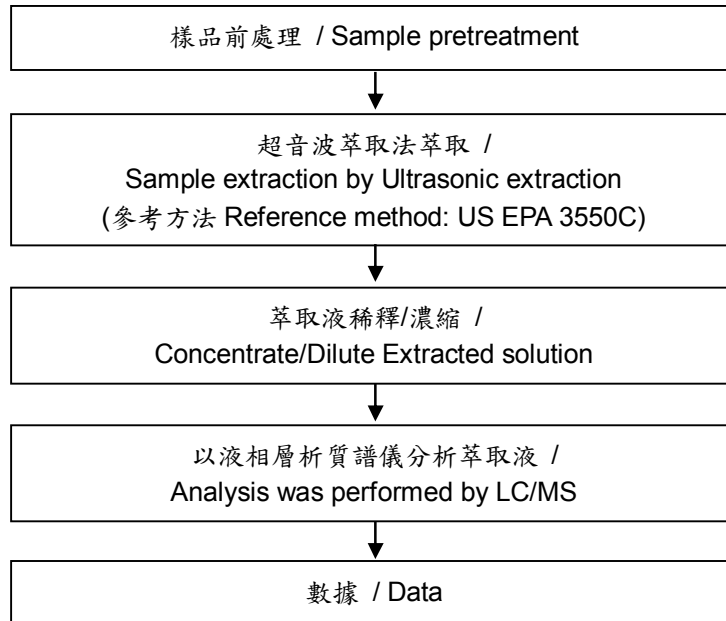 樣品前處理 / Sample pretreatment
超音波萃取法萃取 /
Sample extraction by Ultrasonic extraction
(參考方法 Reference method: US EPA 3550C)
萃取液稀釋/濃縮 /
Concentrate/Dilute Extracted solution
以液相層析質譜儀分析萃取液 /
Analysis was performed by LC/MS
數據 / Data